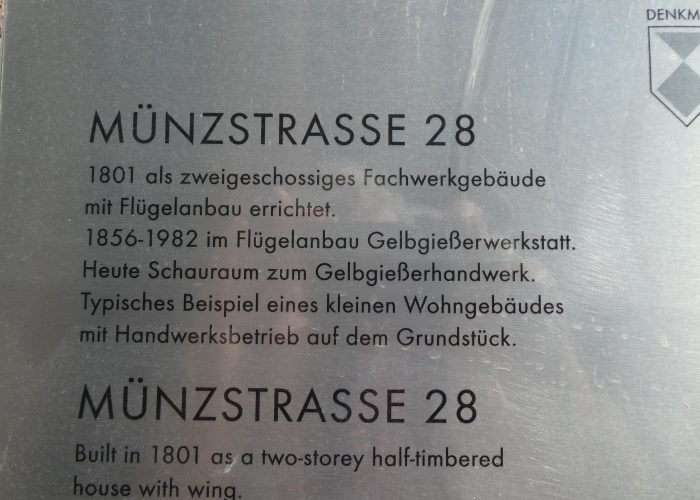 DENKM
MÜNZSTRASSE 28
1801 als zweigeschossiges Fachwerkgebäude
mit Flügelanbau errichtet.
1856-1982 im Flügelanbau Gelbgießerwerkstatt.
Heute Schauraum zum Gelbgießerhandwerk.
Typisches Beispiel eines kleinen Wohngebäudes
mit Handwerksbetrieb auf dem Grundstück.
MÜNZSTRASSE 28
Built in 1801 as a two-storey half-timbered
house with wing.